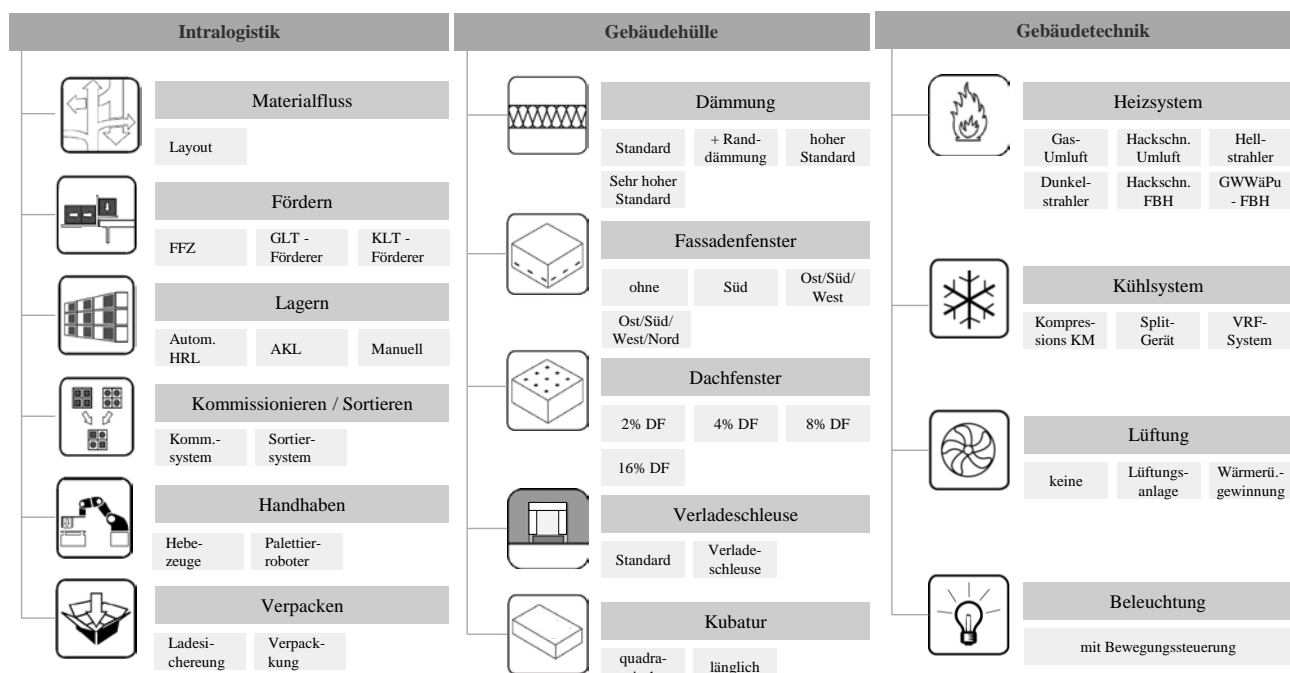 Intralogistik
Materialfluss
Layout
Fördern
FFZ
GLT -
Förderer
KLT -
Förderer
Lagern
Autom.
HRL
AKL
Manuell
Kommissionieren / Sortieren
Komm.-
system
Sortier-
system
Handhaben
Hebe-
zeuge
Palettier-
roboter
Verpacken
Ladesi-
chereung
Verpack-
kung
Gebäudehülle
Dämmung
Standard
+ Rand-
dämmung
hoher
Standard
Sehr hoher
Standard
Fassadenfenster
ohne
Süd
Ost/Süd/
West
Ost/Süd/
West/Nord
Dachfenster
2% DF
4% DF
8% DF
16% DF
Verladeschleuse
Standard
Verlade-
schleuse
Kubatur
quadra-
länglich
Gebäudetechnik
Heizsystem
Gas-
Umluft
Hackschn.
Umluft
Hell-
strahler
Dunkel-
strahler
Hackschn.
FBH
GWWäPu
- FBH
Kühlsystem
Kompres-
sions KM
Split-
Gerät
VRF-
System
Lüftung
keine
Lüftungs-
anlage
Wärmerü.-
gewinnung
Beleuchtung
mit Bewegungssteuerung